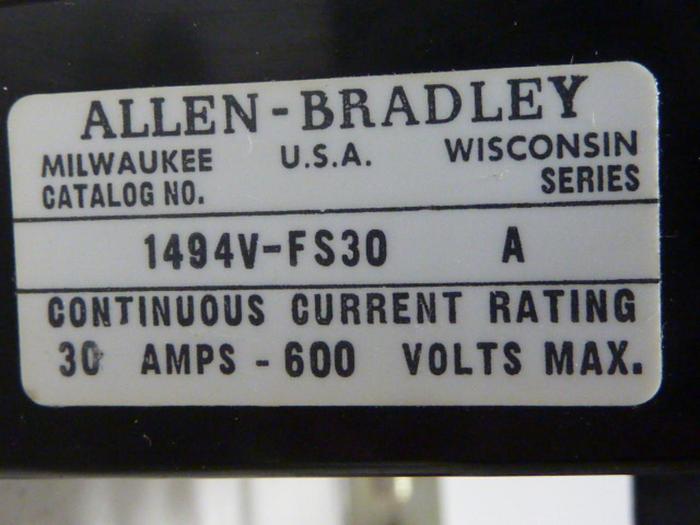 ALLEN-BRADLEY
MILWAUKEE U.S.A. WISCONSIN
CATALOG NO. SERIES
1494V-FS30 A
CONTINUOUS CURRENT RATING
30 AMPS - 600 VOLTS MAX.